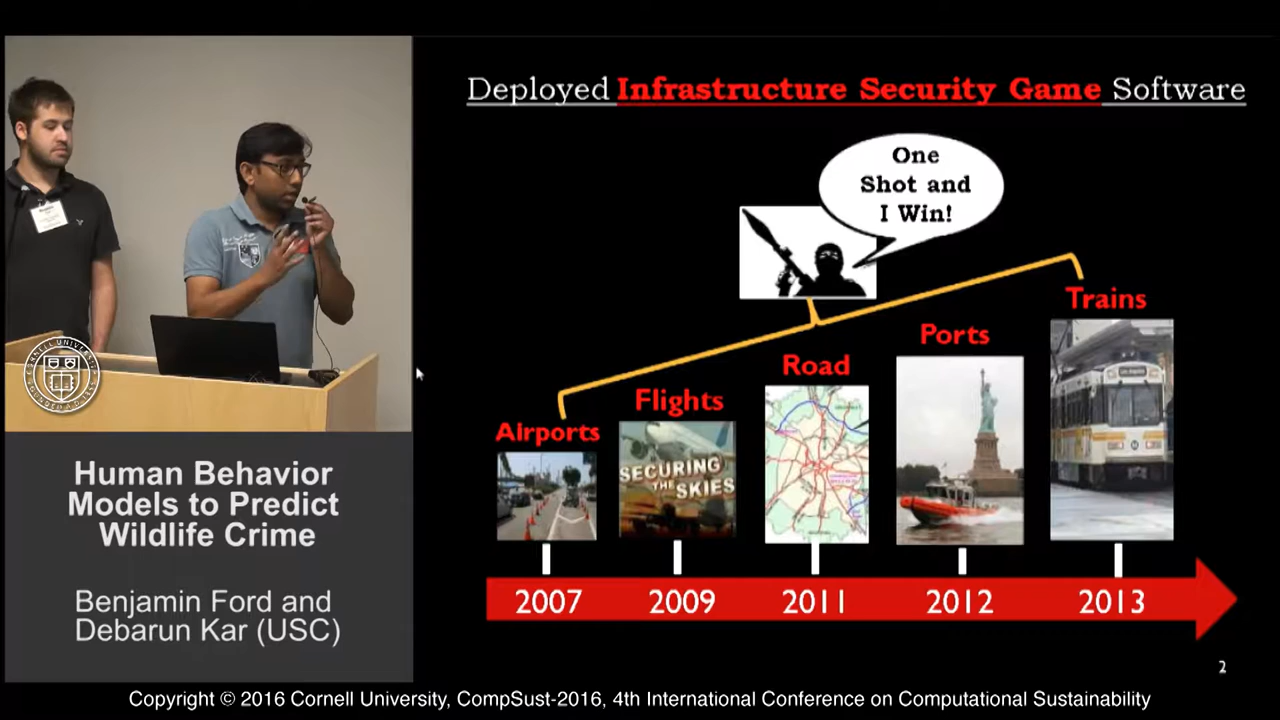 Deployed Infrastructure Security Game Software
One
Shot and
I Win!
Airports
Flights
Road
Ports
Trains
SECURING
THE
SKIES
2007
2009
2011
2012
2013
2
CORNELL UNIVERSITY
Human Behavior
Models to Predict
Wildlife Crime
Benjamin Ford and
Debarun Kar (USC)
Copyright © 2016 Cornell University, CompSust-2016, 4th International Conference on Computational Sustainability